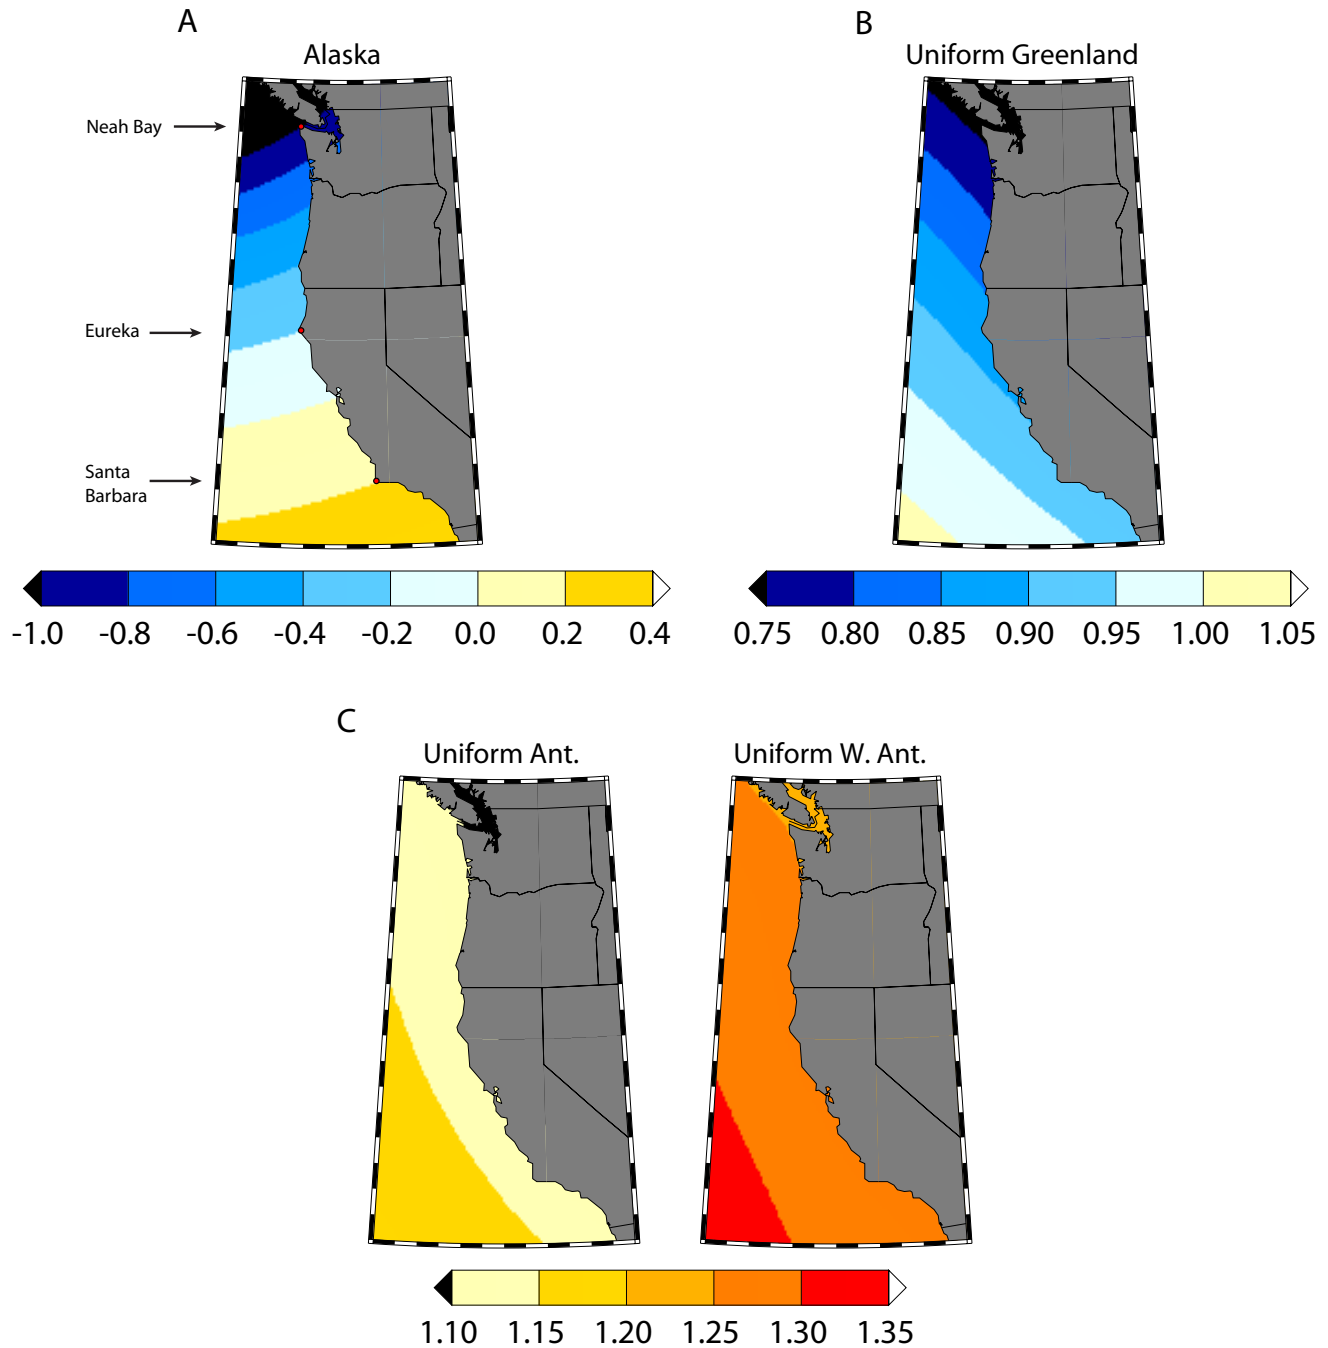 A
Alaska
Neah Bay
Eureka
Santa
Barbara
-1.0 -0.8 -0.6 -0.4 -0.2 0.0 0.2 0.4
B
Uniform Greenland
0.75 0.80 0.85 0.90 0.95 1.00 1.05
C
Uniform Ant.
Uniform W. Ant.
1.10 1.15 1.20 1.25 1.30 1.35